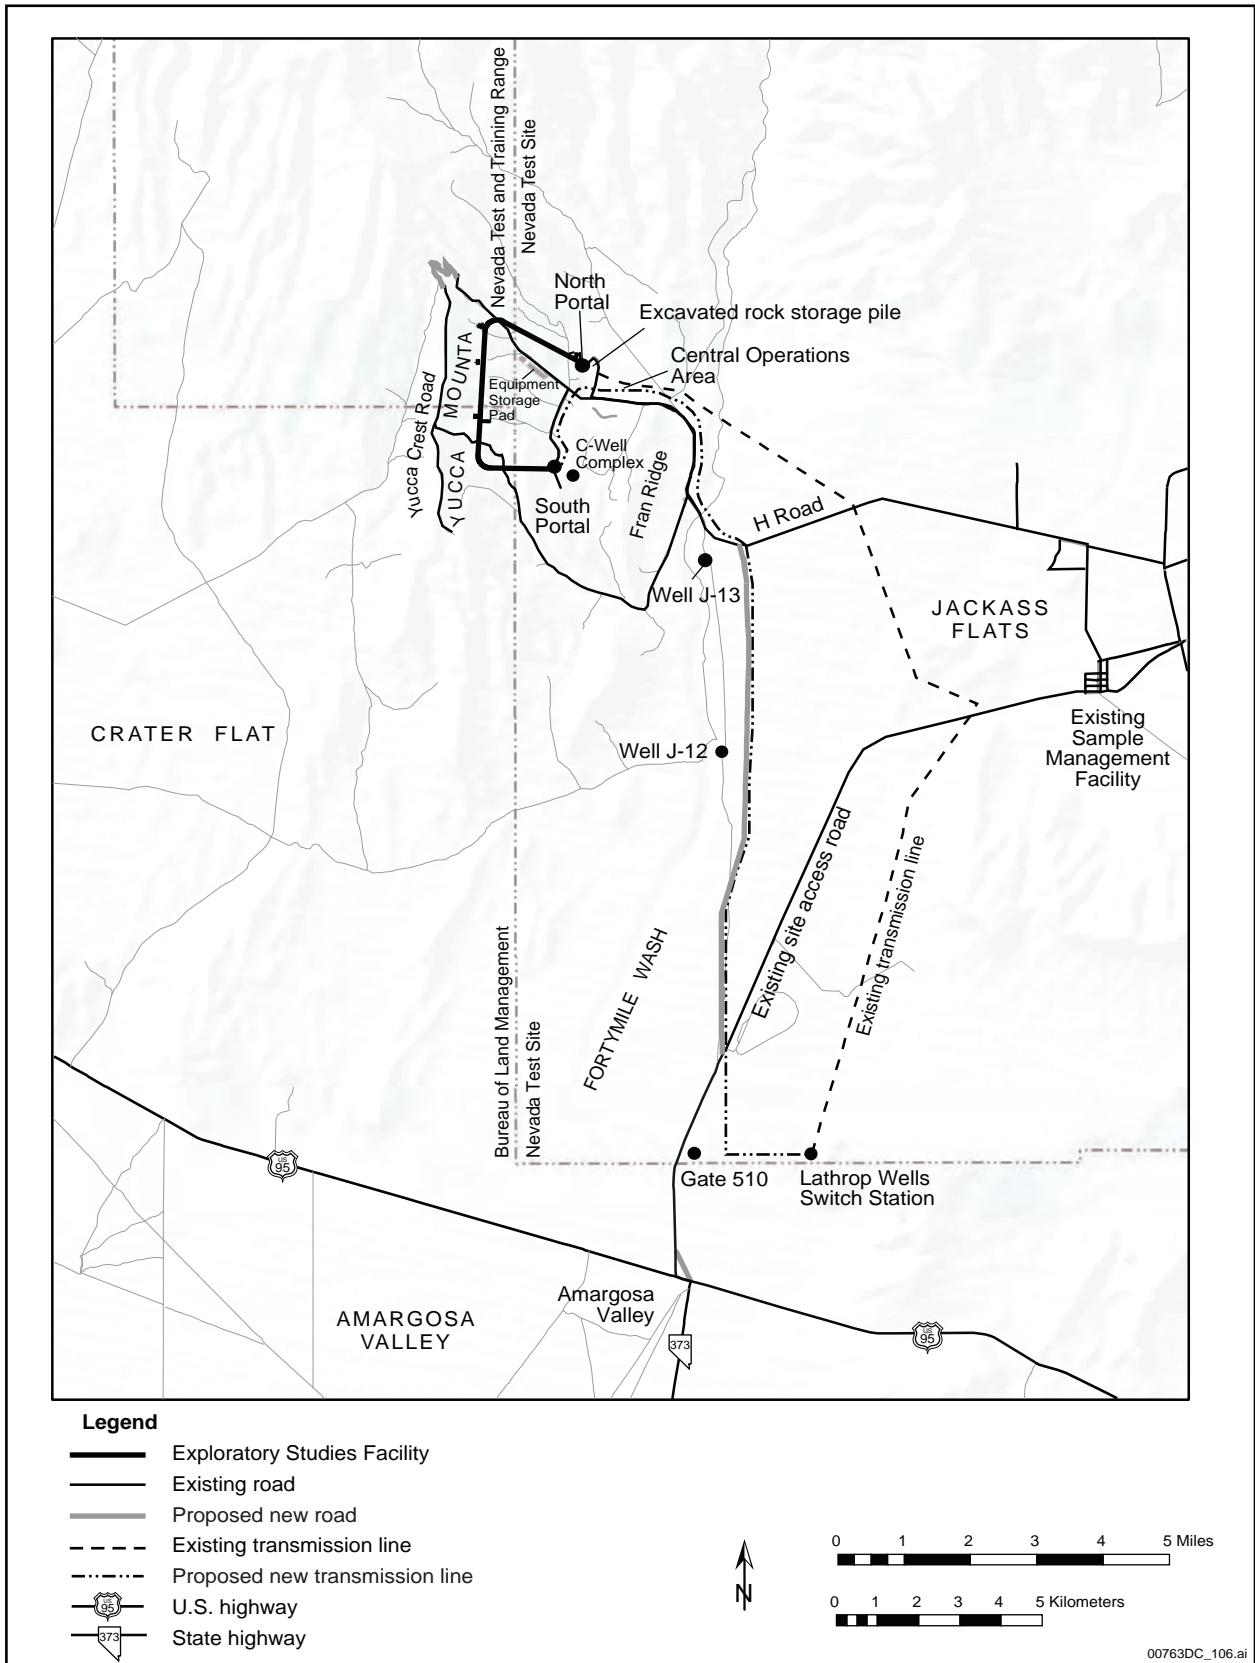 Nevada Test and Training Range
Nevada Test Site
North
Portal
Excavated rock storage pile
Central Operations
Area
Equipment
Storage
Pad
Yucca Crest Road
YUCCA MOUNTA
C-Well
Complex
South
Portal
Fran Ridge
H Road
Well J-13
JACKASS
FLATS
CRATER FLAT
Well J-12
Existing
Sample
Management
Facility
Existing site access road
Existing transmission line
FORTYMILE WASH
Bureau of Land Management
Nevada Test Site
US
95
Gate 510
Lathrop Wells
Switch Station
Amargosa
Valley
AMARGOSA
VALLEY
373
US
95
Legend
Exploratory Studies Facility
Existing road
Proposed new road
Existing transmission line
Proposed new transmission line
US
95
U.S. highway
373
State highway
N
0 1 2 3 4 5 Miles
0 1 2 3 4 5 Kilometers
00763DC_106.ai